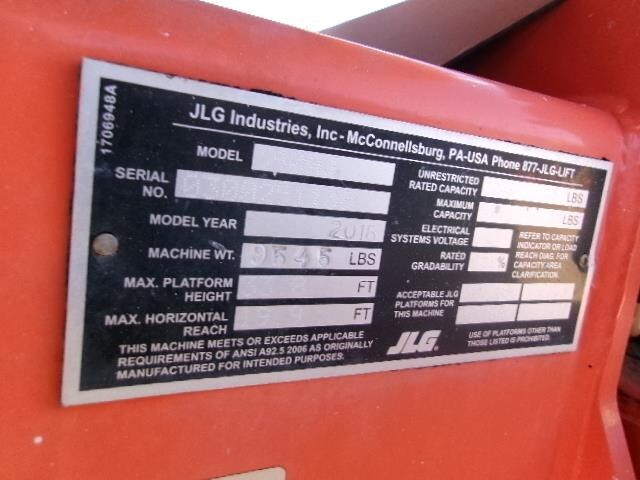 1706948A
JLG Industries, Inc - McConnellsburg, PA-USA Phone 877-JLG-LIFT
MODEL
SERIAL
NO.
MODEL YEAR
MACHINE WT. 9545 LBS
MAX. PLATFORM
HEIGHT FT
MAX. HORIZONTAL
REACH FT
THIS MACHINE MEETS OR EXCEEDS APPLICABLE
REQUIREMENTS OF ANSI A92.5 2006 AS ORIGINALLY
MANUFACTURED FOR INTENDED PURPOSES.
UNRESTRICTED
RATED CAPACITY LBS
MAXIMUM
CAPACITY LBS
ELECTRICAL
SYSTEMS VOLTAGE
RATED
GRADABILITY %
REFER TO CAPACITY
INDICATOR OR LOAD
REACH DIAG. FOR
CAPACITY AREA
CLARIFICATION.
ACCEPTABLE JLG
PLATFORMS FOR
THIS MACHINE
JLG
USE OF PLATFORMS OTHER THAN
THOSE LISTED IS PROHIBITED.